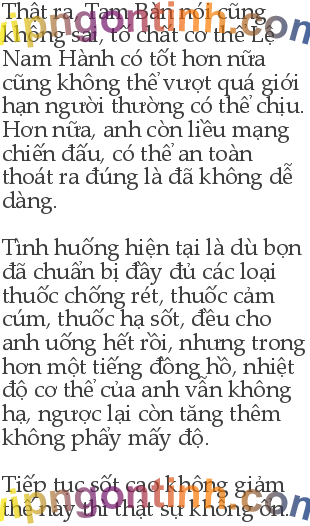 Thật ra, Tam Bản nói cũng
không sai, tố chất cơ thể Lệ
Nam Hành có tốt hơn nữa
cũng không thể vượt quá giới
hạn người thường có thể chịu.
Hơn nữa, anh còn liều mạng
chiến đấu, có thể an toàn
thoát ra đúng là đã không dễ
dàng.
Tình huống hiện tại là dù bọn
đã chuẩn bị đầy đủ các loại
thuốc chống rét, thuốc cảm
cúm, thuốc hạ sốt, đều cho
anh uống hết rồi, nhưng trong
hơn một tiếng đồng hồ, nhiệt
độ cơ thể của anh vẫn không
hạ, ngược lại còn tăng thêm
không phẩy mấy độ.
Tiếp tục sốt cao không giảm
thế này thì thật sự không ổn.